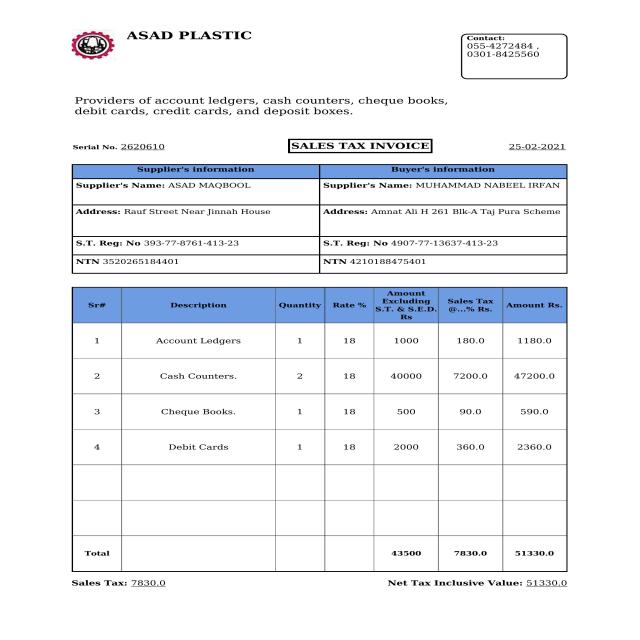 ASAD PLASTIC
Contact:
055-4272484 ,
0301-8425560
Providers of account ledgers, cash counters, cheque books,
debit cards, credit cards, and deposit boxes.
Serial No. 2620610 SALES TAX INVOICE 25-02-2021
Supplier's information Buyer's information
Supplier's Name: ASAD MAQBOOL Supplier's Name: MUHAMMAD NABEEL IRFAN
Address: Rauf Street Near Jinnah House Address: Amnat Ali H 261 Blk-A Taj Pura Scheme
S.T. Reg: No 393-77-8761-413-23 S.T. Reg: No 4907-77-13637-413-23
NTN 3520265184401 NTN 4210188475401
Sr# Description Quantity Rate % Amount Excluding S.T. & S.E.D. Rs Sales Tax @...% Rs. Amount Rs.
1 Account Ledgers 1 18 1000 180.0 1180.0
2 Cash Counters. 2 18 40000 7200.0 47200.0
3 Cheque Books. 1 18 500 90.0 590.0
4 Debit Cards 1 18 2000 360.0 2360.0
Total 43500 7830.0 51330.0
Sales Tax: 7830.0 Net Tax Inclusive Value: 51330.0